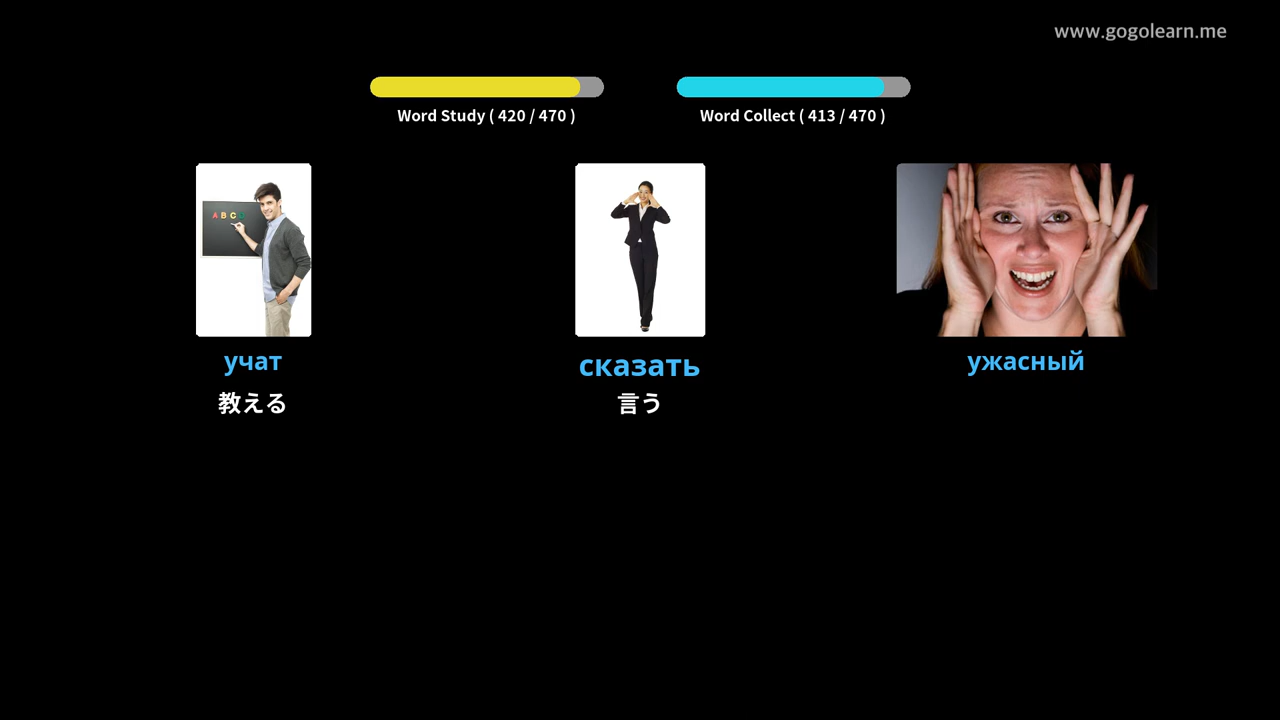 www.gogolearn.me
Word Study ( 420 / 470 )
Word Collect ( 413 / 470 )
A B C
учат
сказать
ужасный
教える
言う